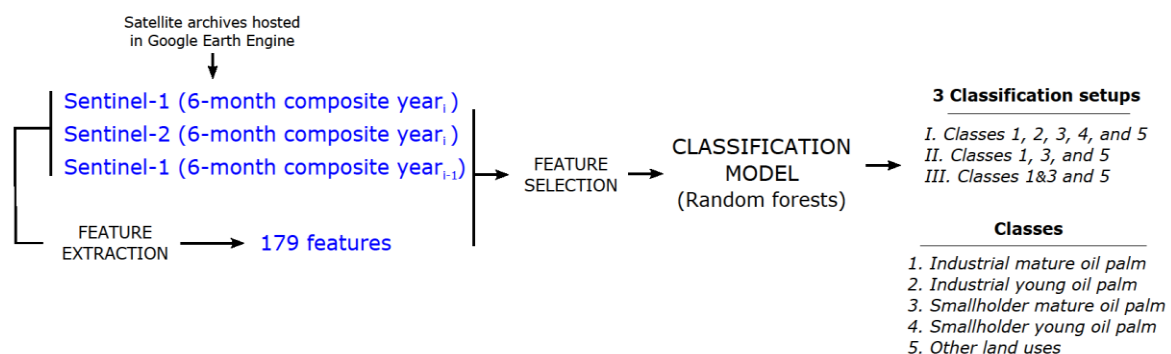 Satellite archives hosted
in Google Earth Engine
Sentinel-1 (6-month composite year i)
Sentinel-2 (6-month composite year i)
Sentinel-1 (6-month composite year i-1)
FEATURE
EXTRACTION
179 features
FEATURE
SELECTION
CLASSIFICATION
MODEL
(Random forests)
3 Classification setups
I. Classes 1, 2, 3, 4, and 5
II. Classes 1, 3, and 5
III. Classes 1&3 and 5
Classes
1. Industrial mature oil palm
2. Industrial young oil palm
3. Smallholder mature oil palm
4. Smallholder young oil palm
5. Other land uses